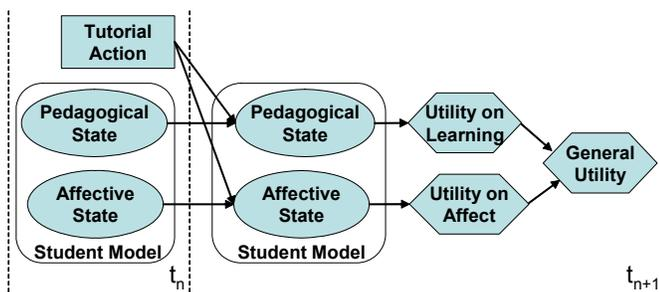 Tutorial
Action
Pedagogical
State
Affective
State
Student Model
tn
Pedagogical
State
Affective
State
Student Model
Utility on
Learning
Utility on
Affect
General
Utility
tn+1